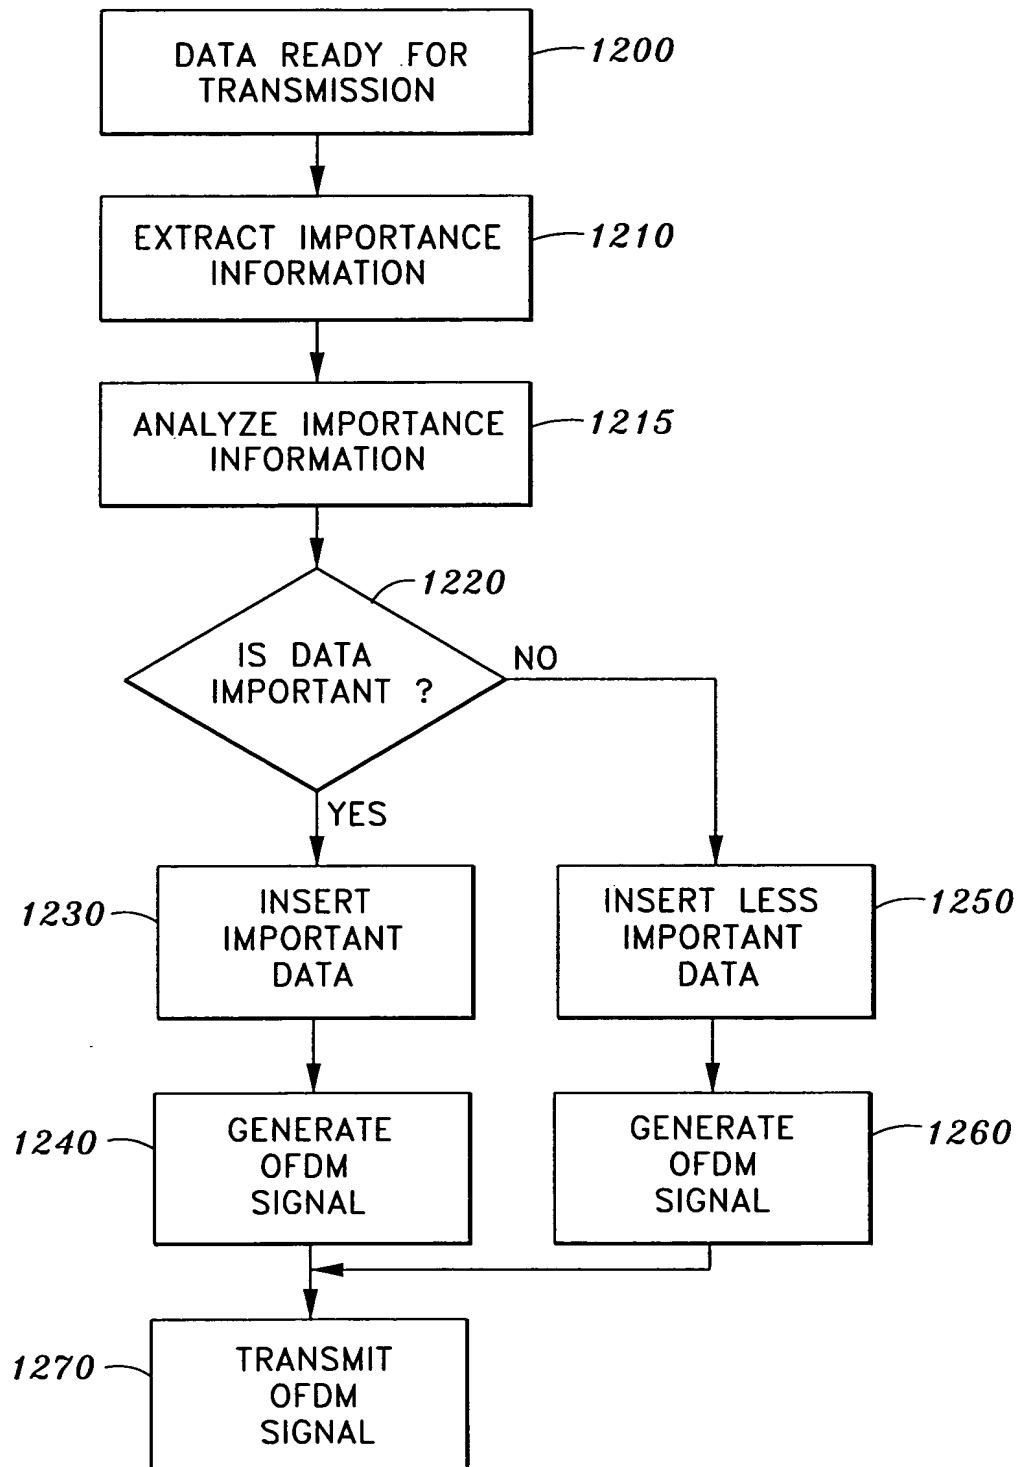 DATA READY FOR
TRANSMISSION
1200
EXTRACT IMPORTANCE
INFORMATION
1210
ANALYZE IMPORTANCE
INFORMATION
1215
1220
IS DATA
IMPORTANT ?
NO
YES
1230
INSERT
IMPORTANT
DATA
INSERT LESS
IMPORTANT
DATA
1250
1240
GENERATE
OFDM
SIGNAL
GENERATE
OFDM
SIGNAL
1260
1270
TRANSMIT
OFDM
SIGNAL